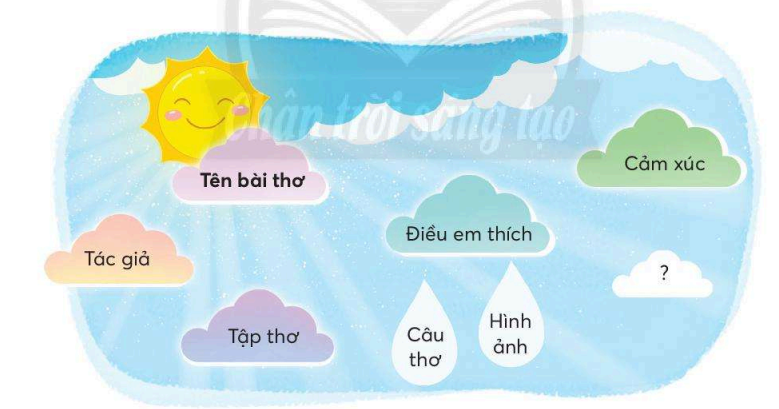 Chân trời sáng tạo
Cảm xúc
Tên bài thơ
Điều em thích
Tác giả
?
Hình
ảnh
Câu
thơ
Tập thơ